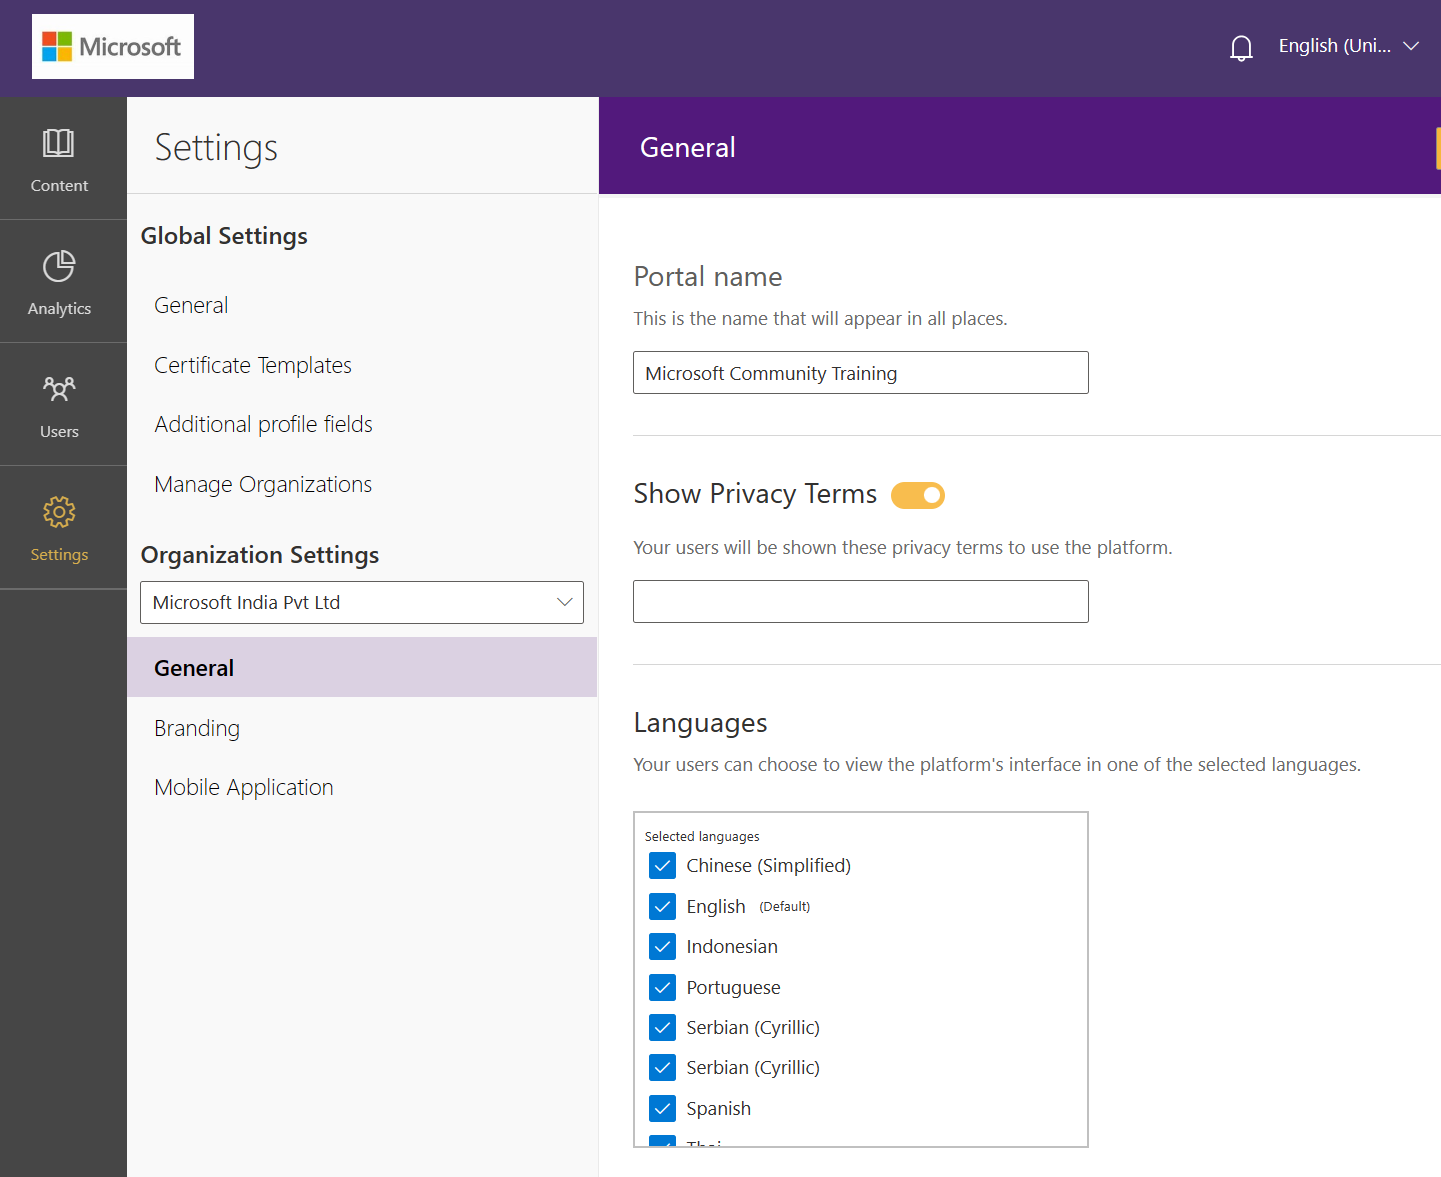 Microsoft
English (Uni...
Content
Analytics
Users
Settings
Settings
Global Settings
General
Certificate Templates
Additional profile fields
Manage Organizations
Organization Settings
Microsoft India Pvt Ltd
General
Branding
Mobile Application
General
Portal name
This is the name that will appear in all places.
Microsoft Community Training
Show Privacy Terms
Your users will be shown these privacy terms to use the platform.
Languages
Your users can choose to view the platform's interface in one of the selected languages.
Selected languages
Chinese (Simplified)
English (Default)
Indonesian
Portuguese
Serbian (Cyrillic)
Serbian (Cyrillic)
Spanish
Thai